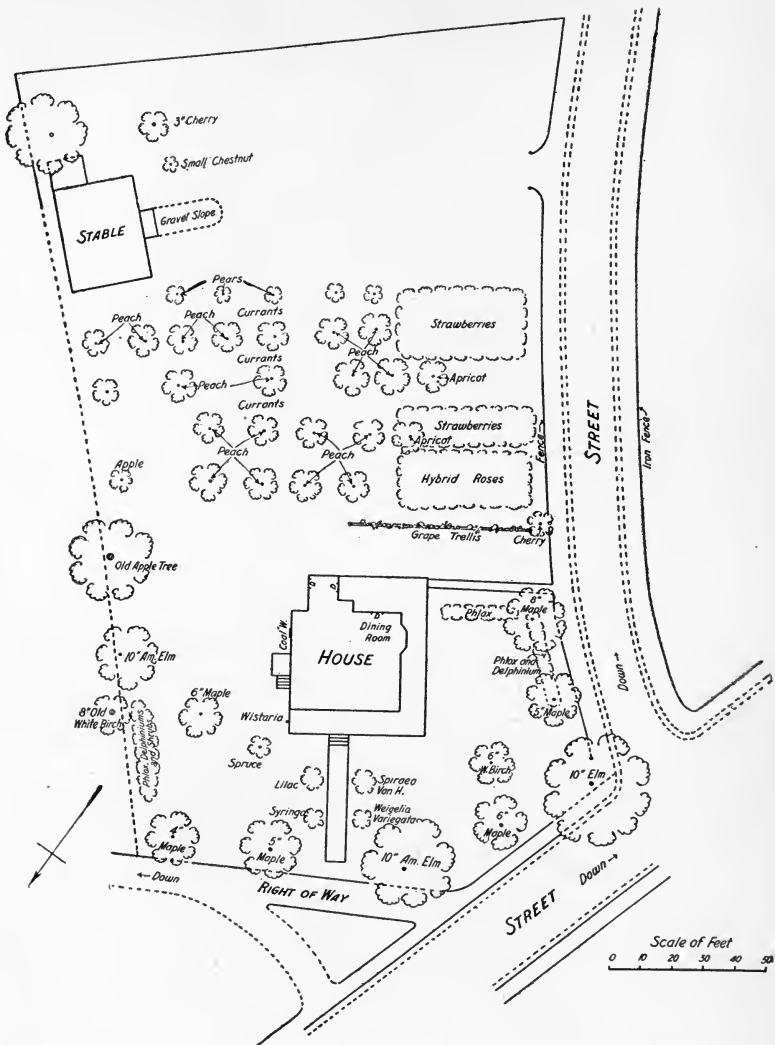 3" Cherry
Small Chestnut
STABLE
Gravel Slope
Pears
Peach
Peach
Currants
Strawberries
Currants
Peach
Peach
Apricot
Currants
Strawberries
Apricot
Peach
Peach
Apple
Hybrid Roses
Fence
STREET
Iron Fence
Grape Trellis
Cherry
Old Apple Tree
8"
Maple
Phlox
D
D
D
Dining
Room
Coal W.
HOUSE
10" Am. Elm
Phlox and
Delphinium
Down
6" Maple
8" Old
White Birch
Phlox, Delphiniums
and Shrubs
Wistaria
5" Maple
Spruce
W. Birch
10" Elm
Lilac
Spiraea
Van H.
Syringa
Weigelia
Variegata
6"
Maple
4"
Maple
5"
Maple
10" Am. Elm
Down
RIGHT OF WAY
Down
STREET
Scale of Feet
0 10 20 30 40 50